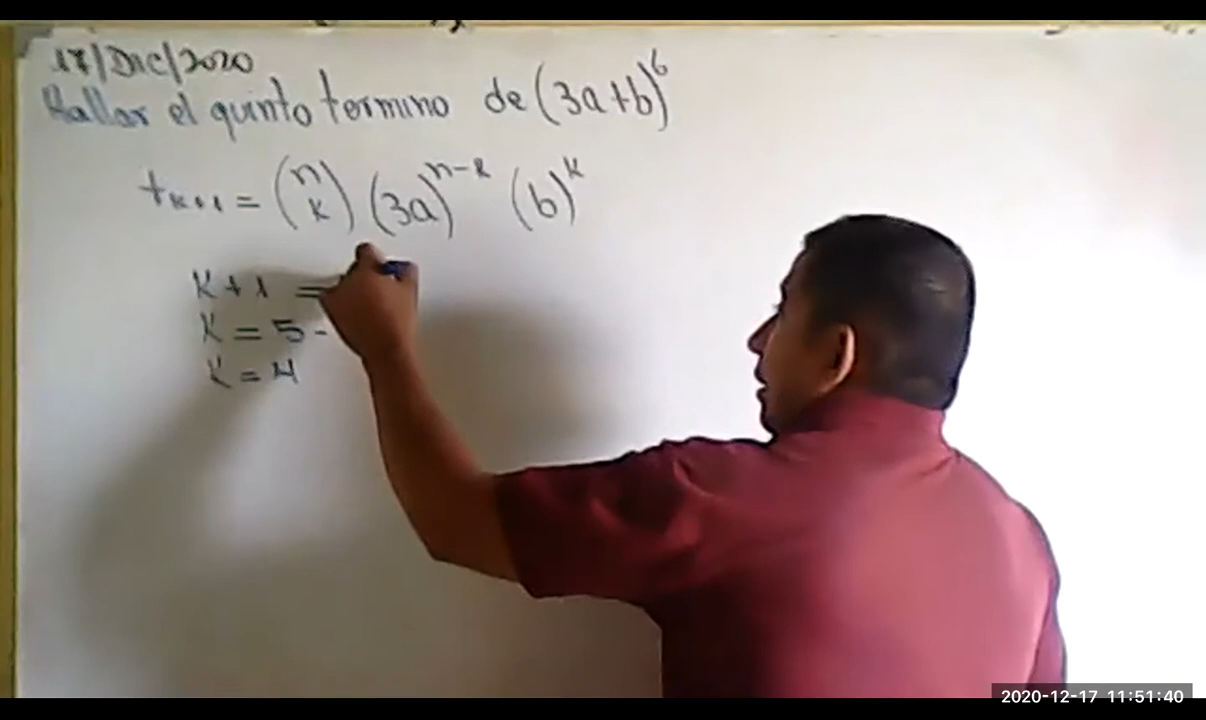 17/Dic/2020
Hallar el quinto termino de (3a+b)⁶
t_{k+1} = (n k) (3a)^{n-k} (b)^k
K + 1 =
K = 5 -
K = 4
2020-12-17 11:51:40